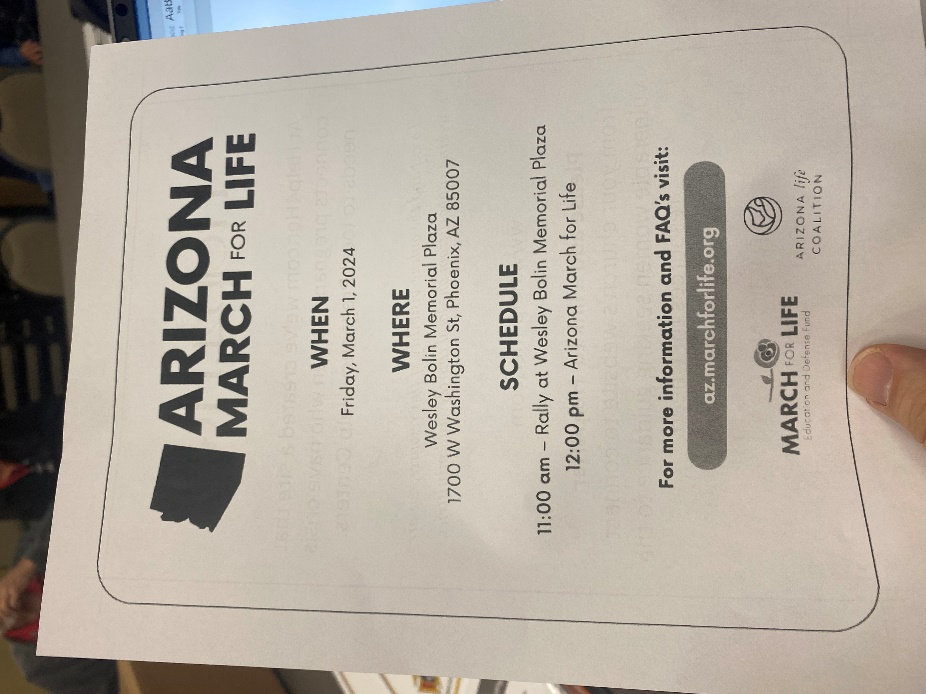 ARIZONA
MARCH FOR LIFE
WHEN
Friday, March 1, 2024
WHERE
Wesley Bolin Memorial Plaza
1700 W Washington St, Phoenix, AZ 85007
SCHEDULE
11:00 am – Rally at Wesley Bolin Memorial Plaza
12:00 pm – Arizona March for Life
For more information and FAQ's visit:
az.marchforlife.org
MARCH FOR LIFE
Education and Defense Fund
ARIZONA life
COALITION